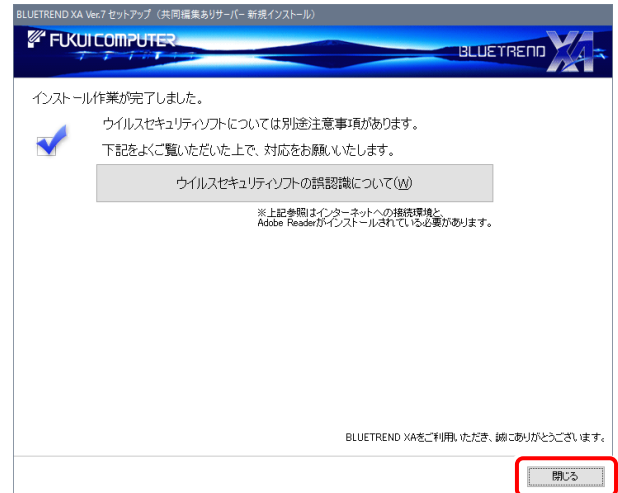 BLUETREND XA Ver.7 セットアップ（共同編集ありサーバー 新規インストール）
FUKUI COMPUTER
BLUETREND XA
インストール作業が完了しました。
ウイルスセキュリティソフトについては別途注意事項があります。
下記をよくご覧いただいた上で、対応をお願いいたします。
ウイルスセキュリティソフトの誤認識について(W)
※上記参照はインターネットへの接続環境と、
Adobe Readerがインストールされている必要があります。
BLUETREND XAをご利用いただき、誠にありがとうございます。
閉じる